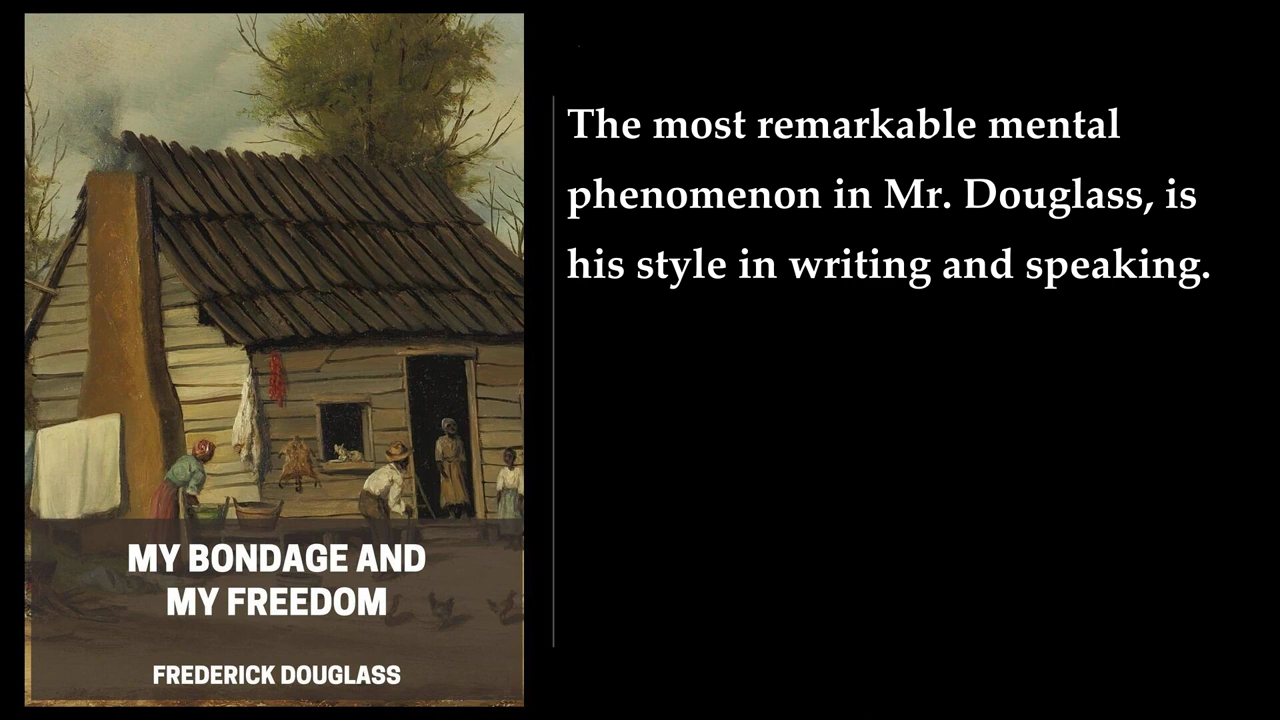 MY BONDAGE AND
MY FREEDOM
FREDERICK DOUGLASS
The most remarkable mental
phenomenon in Mr. Douglass, is
his style in writing and speaking.